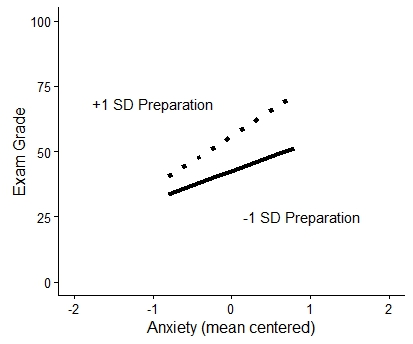 100
75
+1 SD Preparation
Exam Grade
50
25
-1 SD Preparation
0
-2
-1
0
1
2
Anxiety (mean centered)